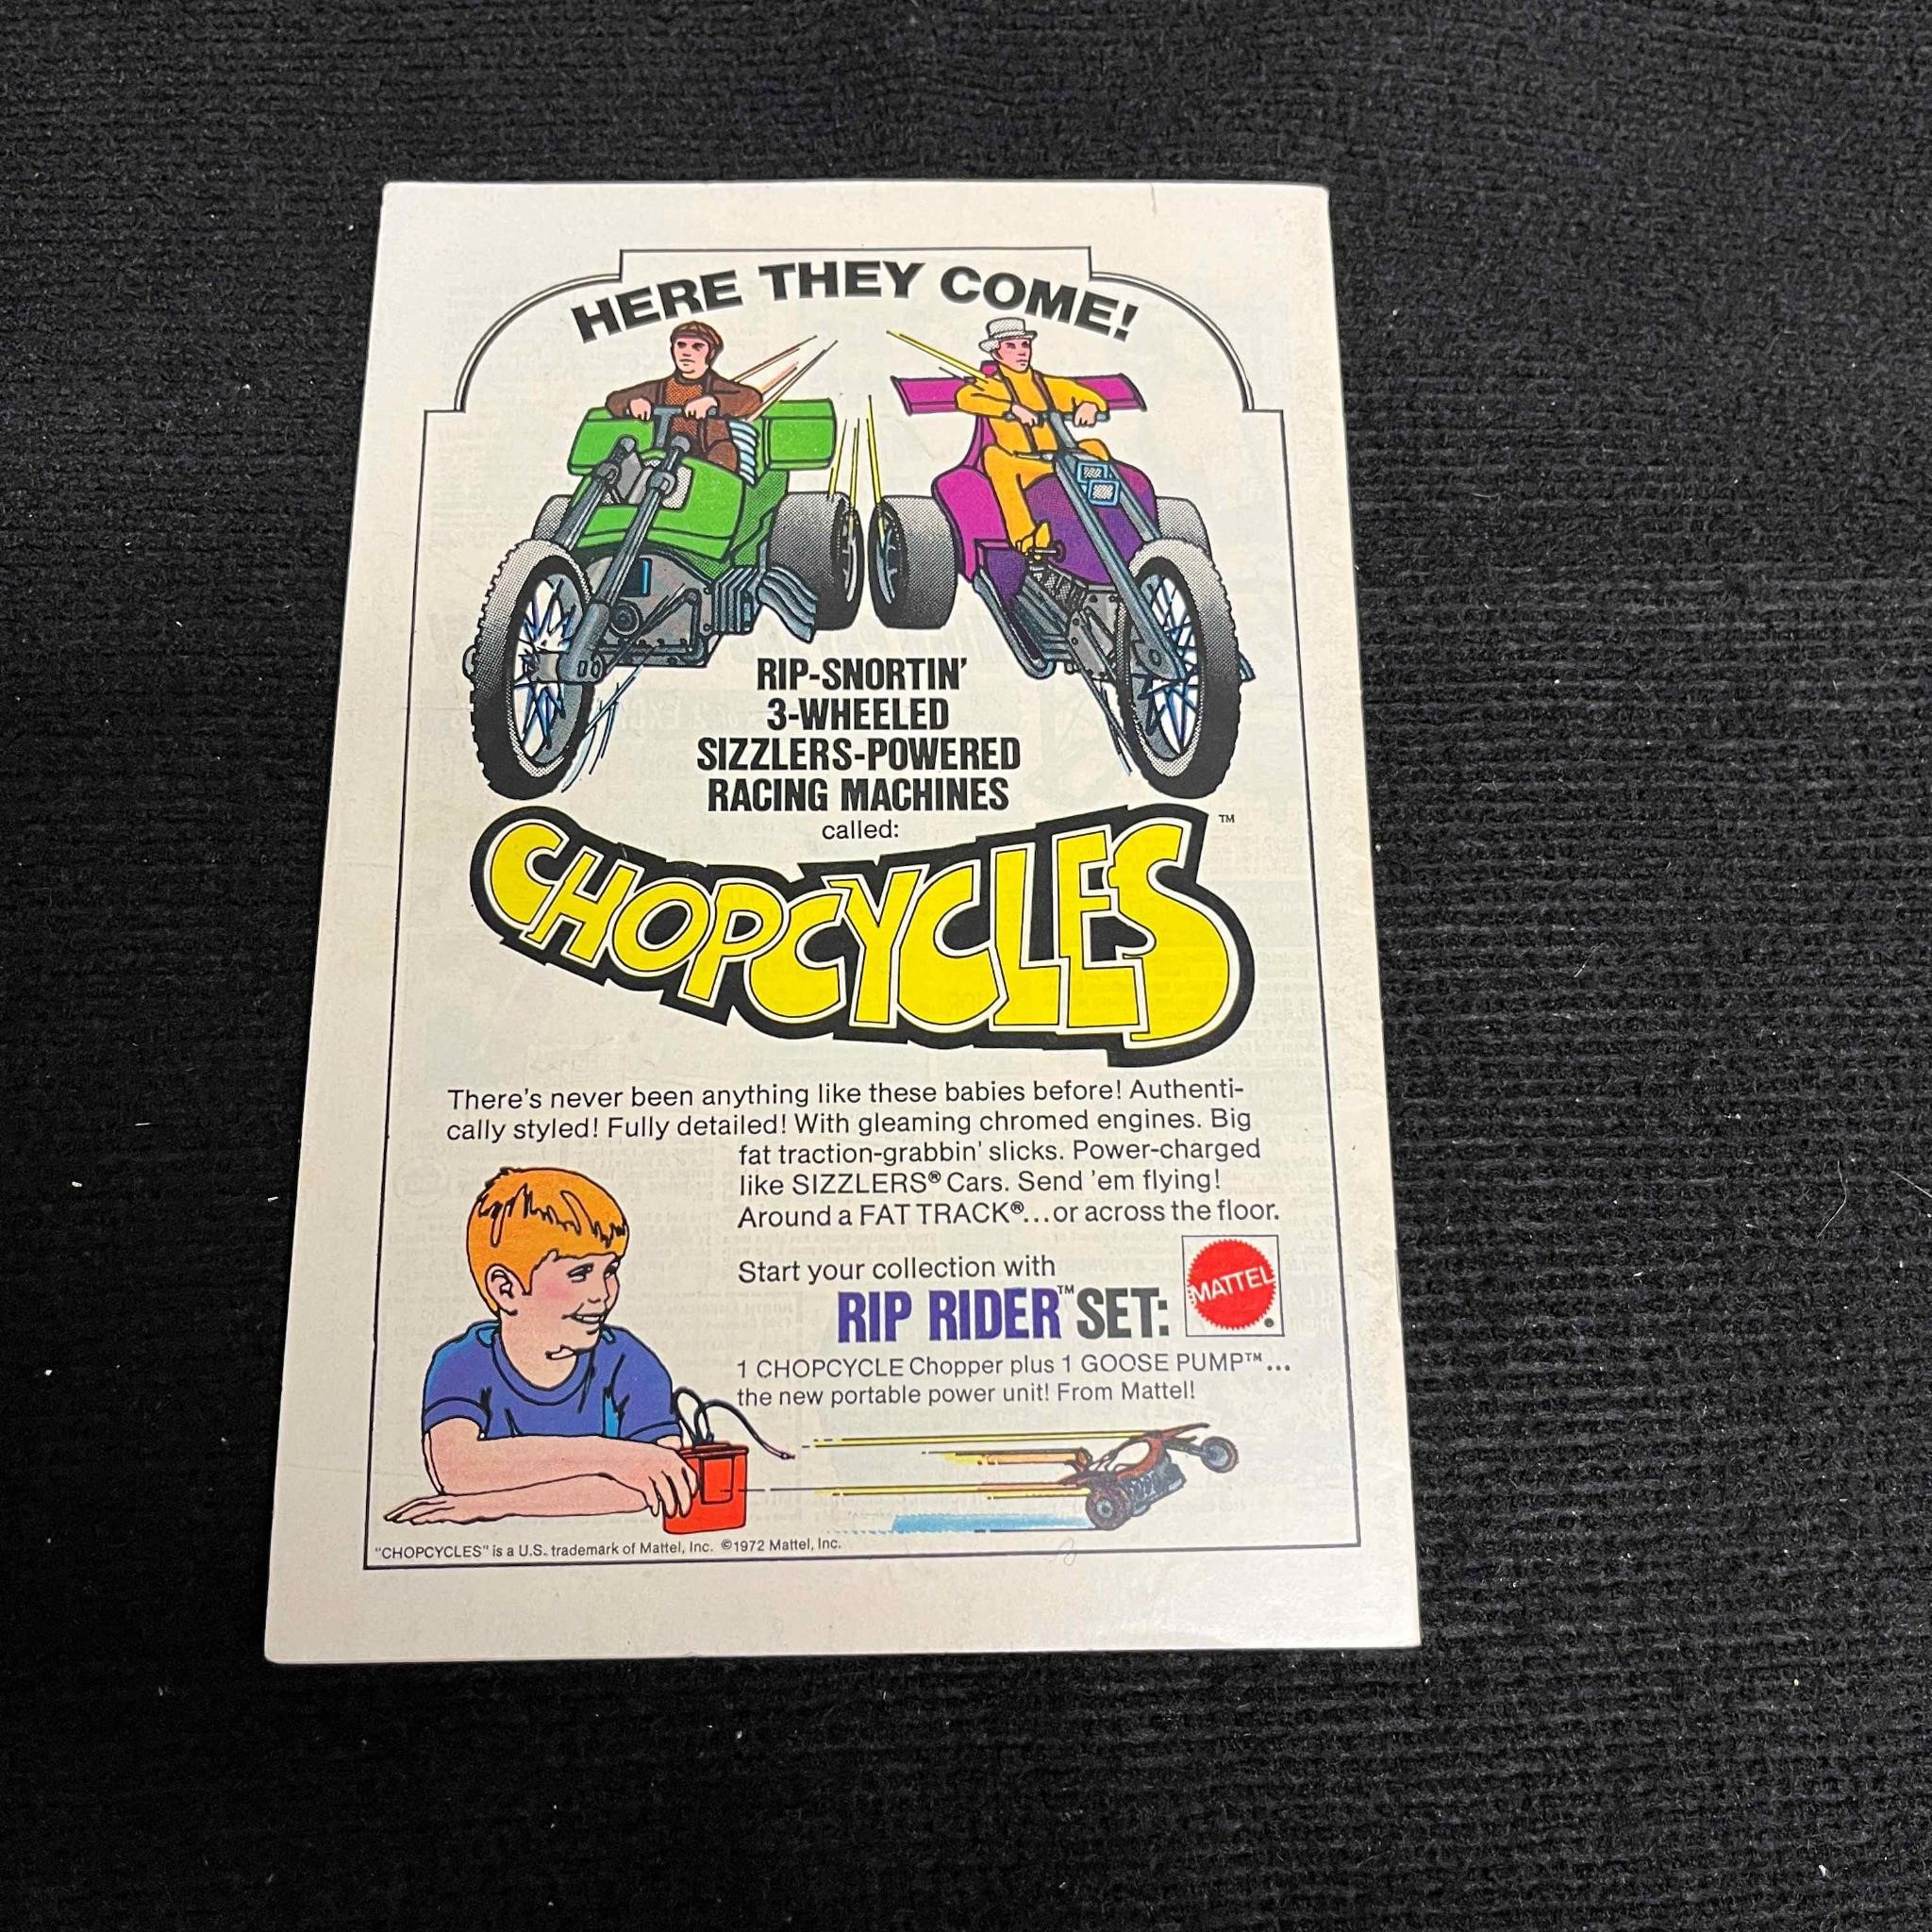 HERE THEY COME!
RIP-SNORTIN'
3-WHEELED
SIZZLERS-POWERED
RACING MACHINES
called:
CHOPCYCLES™
There's never been anything like these babies before! Authenti-
cally styled! Fully detailed! With gleaming chromed engines. Big
fat traction-grabbin' slicks. Power-charged
like SIZZLERS® Cars. Send 'em flying!
Around a FAT TRACK®...or across the floor.
Start your collection with
RIP RIDER™ SET:
MATTEL®
1 CHOPCYCLE Chopper plus 1 GOOSE PUMP™...
the new portable power unit! From Mattel!
"CHOPCYCLES" is a U.S. trademark of Mattel, Inc. ©1972 Mattel, Inc.